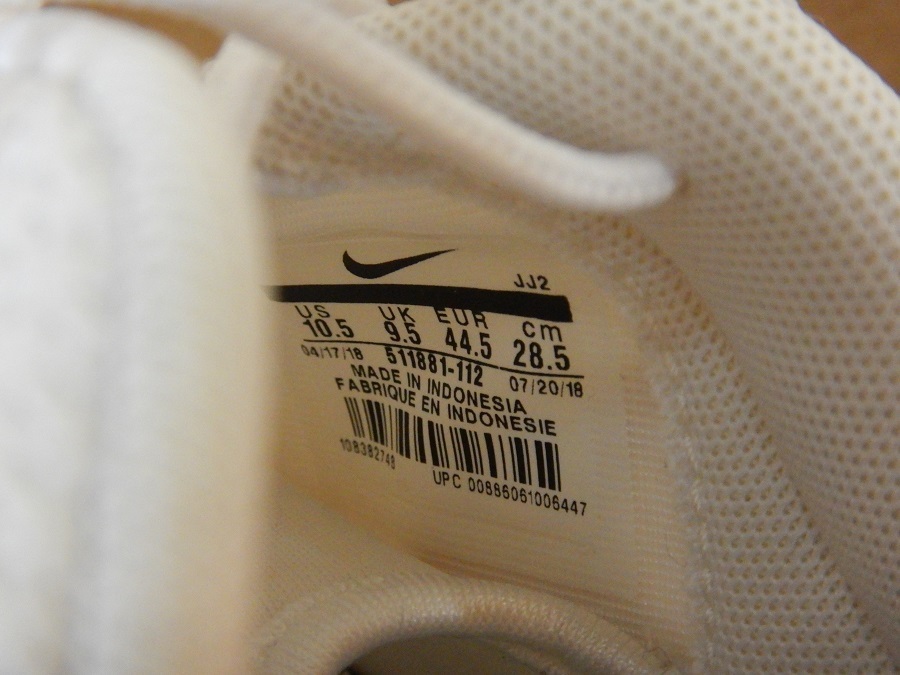 JJ2
US UK EUR cm
10.5 9.5 44.5 28.5
04/17/18 511881-112 07/20/18
MADE IN INDONESIA
FABRIQUE EN INDONESIE
108382748
UPC 00886061006447